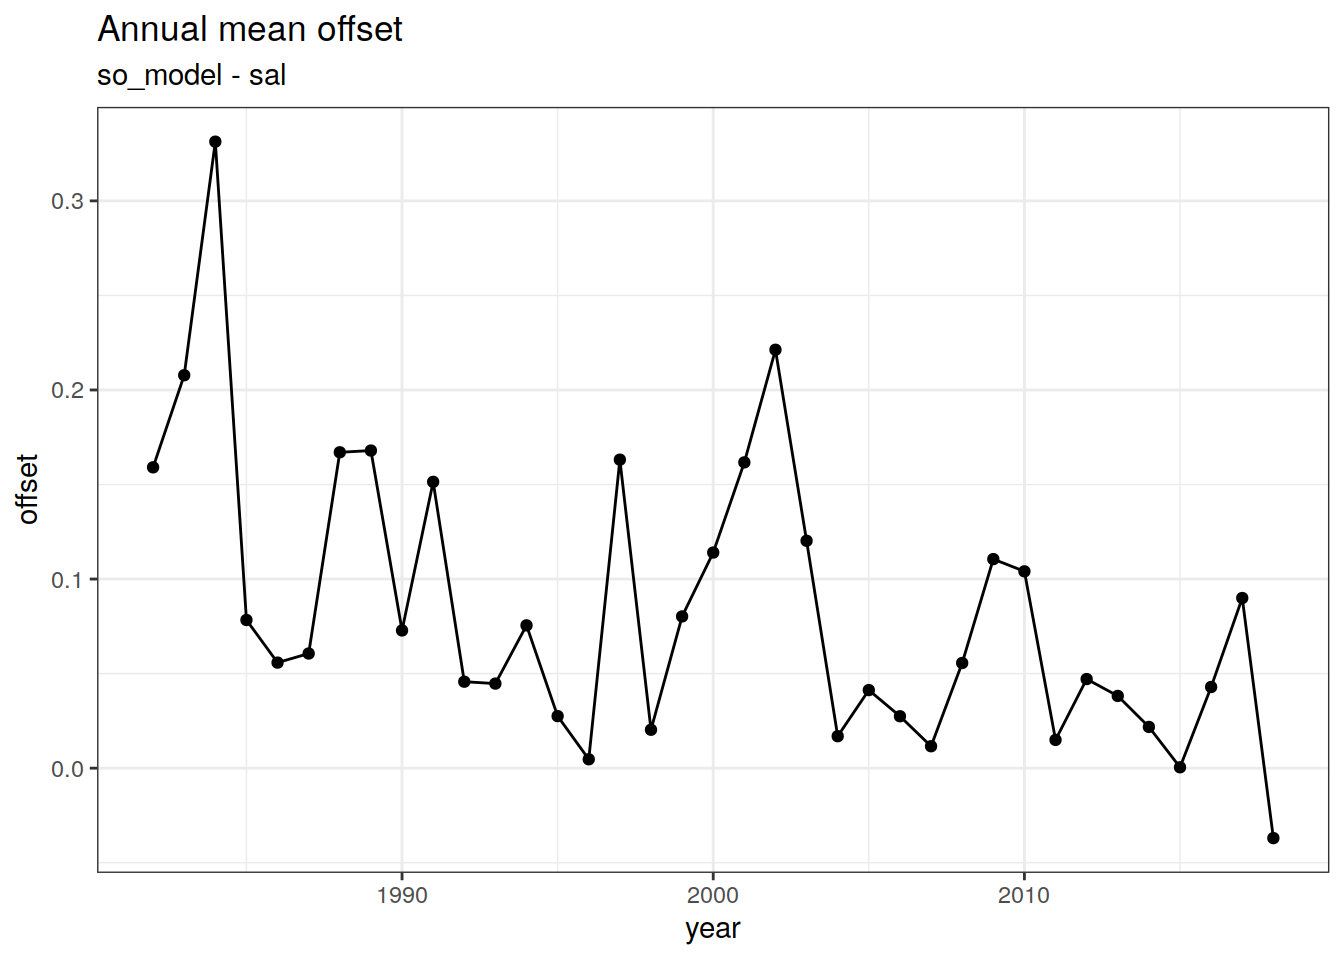 Annual mean offset
so_model - sal
offset
0.3
0.2
0.1
0.0
1990 2000 2010
year